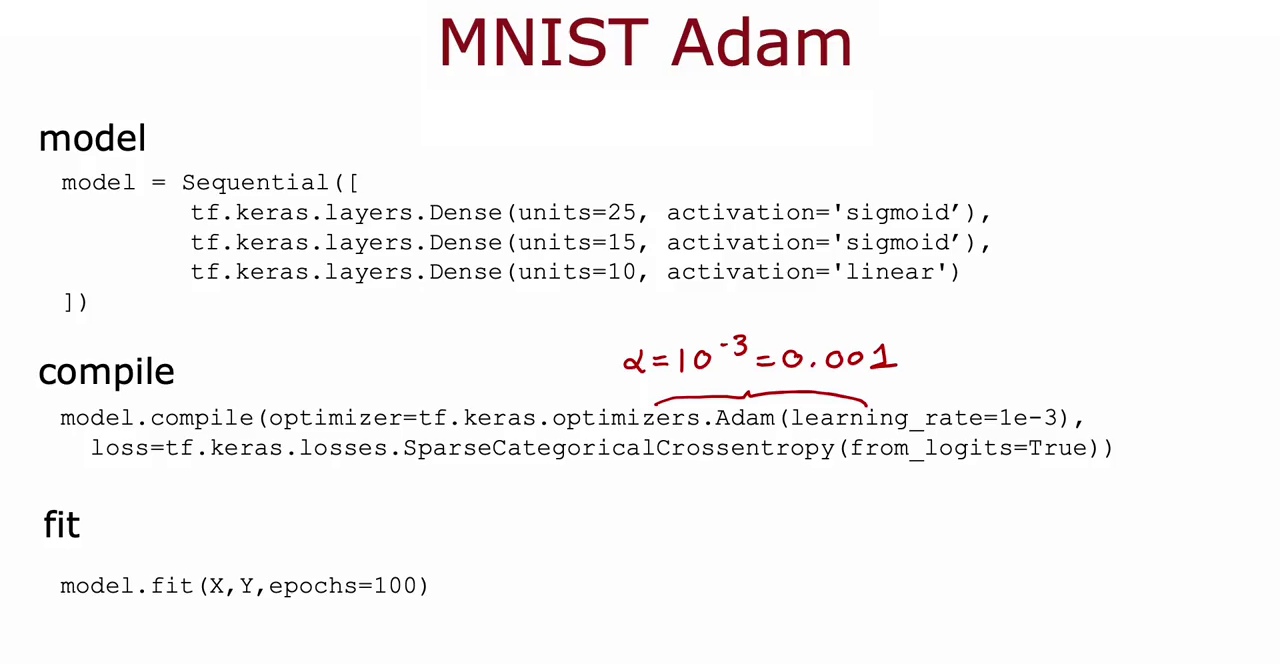 MNIST Adam
model
model = Sequential([
tf.keras.layers.Dense(units=25, activation='sigmoid’),
tf.keras.layers.Dense(units=15, activation='sigmoid’),
tf.keras.layers.Dense(units=10, activation='linear')
])
α=10⁻³=0.001
compile
model.compile(optimizer=tf.keras.optimizers.Adam(learning_rate=1e-3),
loss=tf.keras.losses.SparseCategoricalCrossentropy(from_logits=True))
fit
model.fit(X,Y,epochs=100)